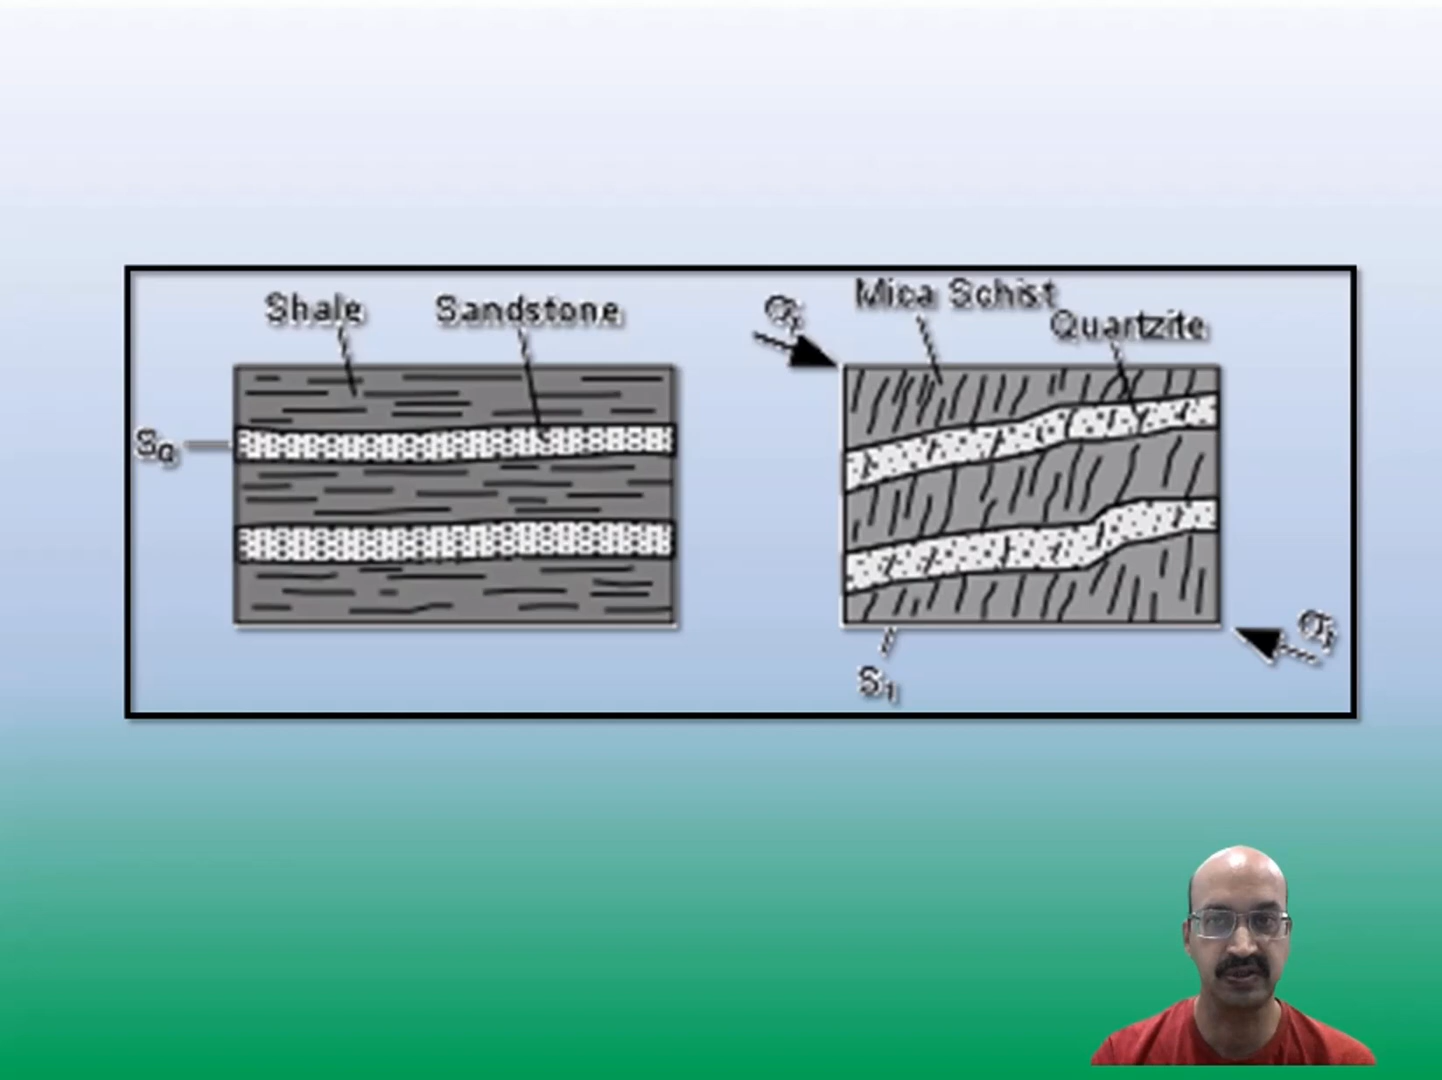 Shale
Sandstone
S₀
σ₁
Mica Schist
Quartzite
S₁
σ₁